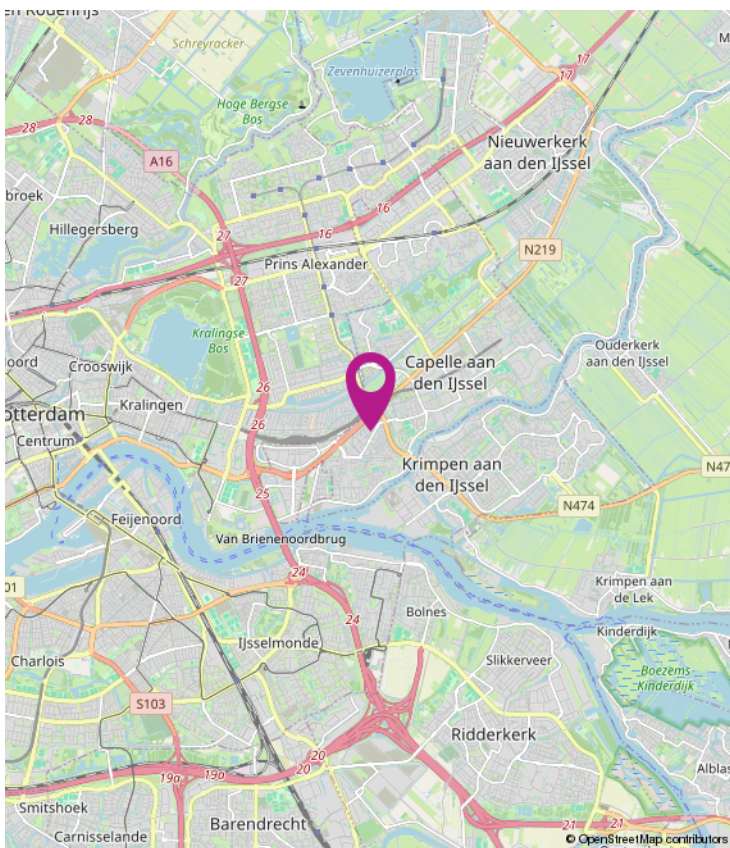 en Rodenrijs
Schreyracker
Zevenhuizerplas
17
17
M
Hoge Bergse
Bos
28
28
Nieuwerkerk
aan den IJssel
A16
broek
16
Hillegersberg
27
16
N219
Prins Alexander
27
Kralingse
Bos
Ouderkerk
aan den IJssel
oord
Crooswijk
Capelle aan
den IJssel
26
Kralingen
otterdam
26
Centrum
Krimpen aan
den IJssel
N47
25
N474
Feijenoord
Van Brienenoordbrug
24
01
Krimpen aan
de Lek
24
Bolnes
Kinderdijk
IJsselmonde
Charlois
Slikkerveer
Boezems
Kinderdijk
S103
Ridderkerk
20
19a
19a
20
Alblas
Smitshoek
Barendrecht
21
21
Carnisselande
© OpenStreetMap contributors